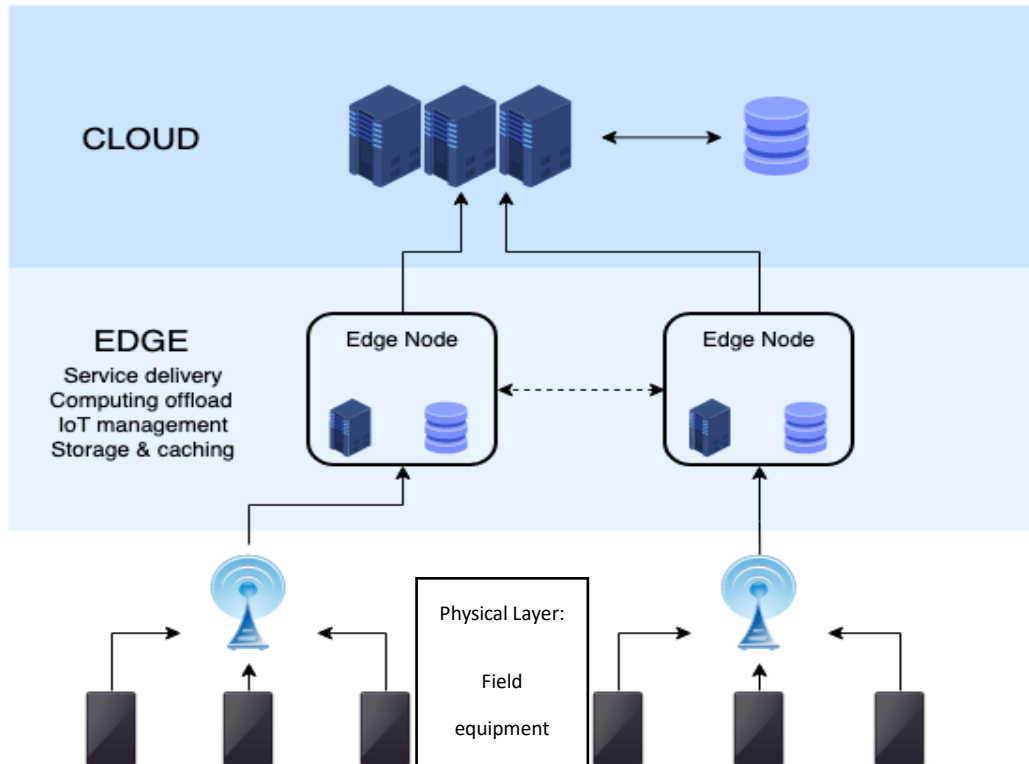 CLOUD
EDGE
Service delivery
Computing offload
IoT management
Storage & caching
Edge Node
Edge Node
Physical Layer:
Field
equipment